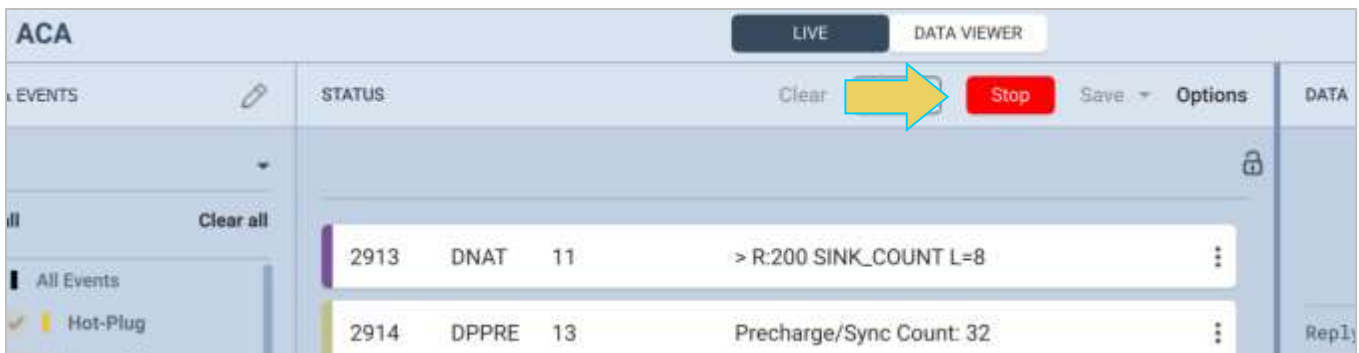 ACA
LIVE DATA VIEWER
EVENTS
STATUS Clear Stop Save Options DATA
Clear all
2913 DNAT 11 > R:200 SINK_COUNT L=8
All Events
Hot-Plug
2914 DPPRE 13 Precharge/Sync Count: 32